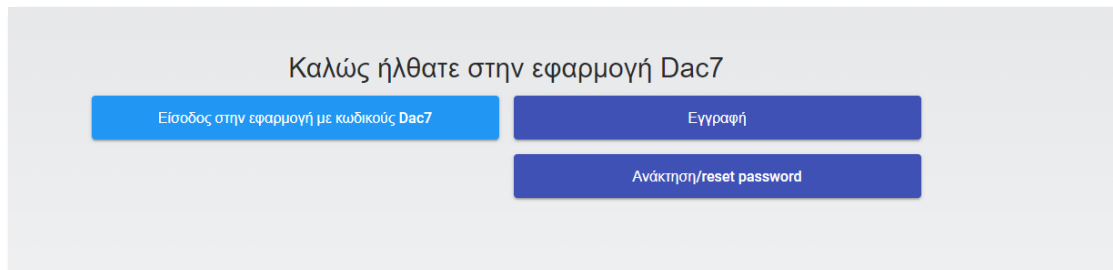 Καλώς ήλθατε στην εφαρμογή Dac7
Είσοδος στην εφαρμογή με κωδικούς Dac7
Εγγραφή
Ανάκτηση/reset password